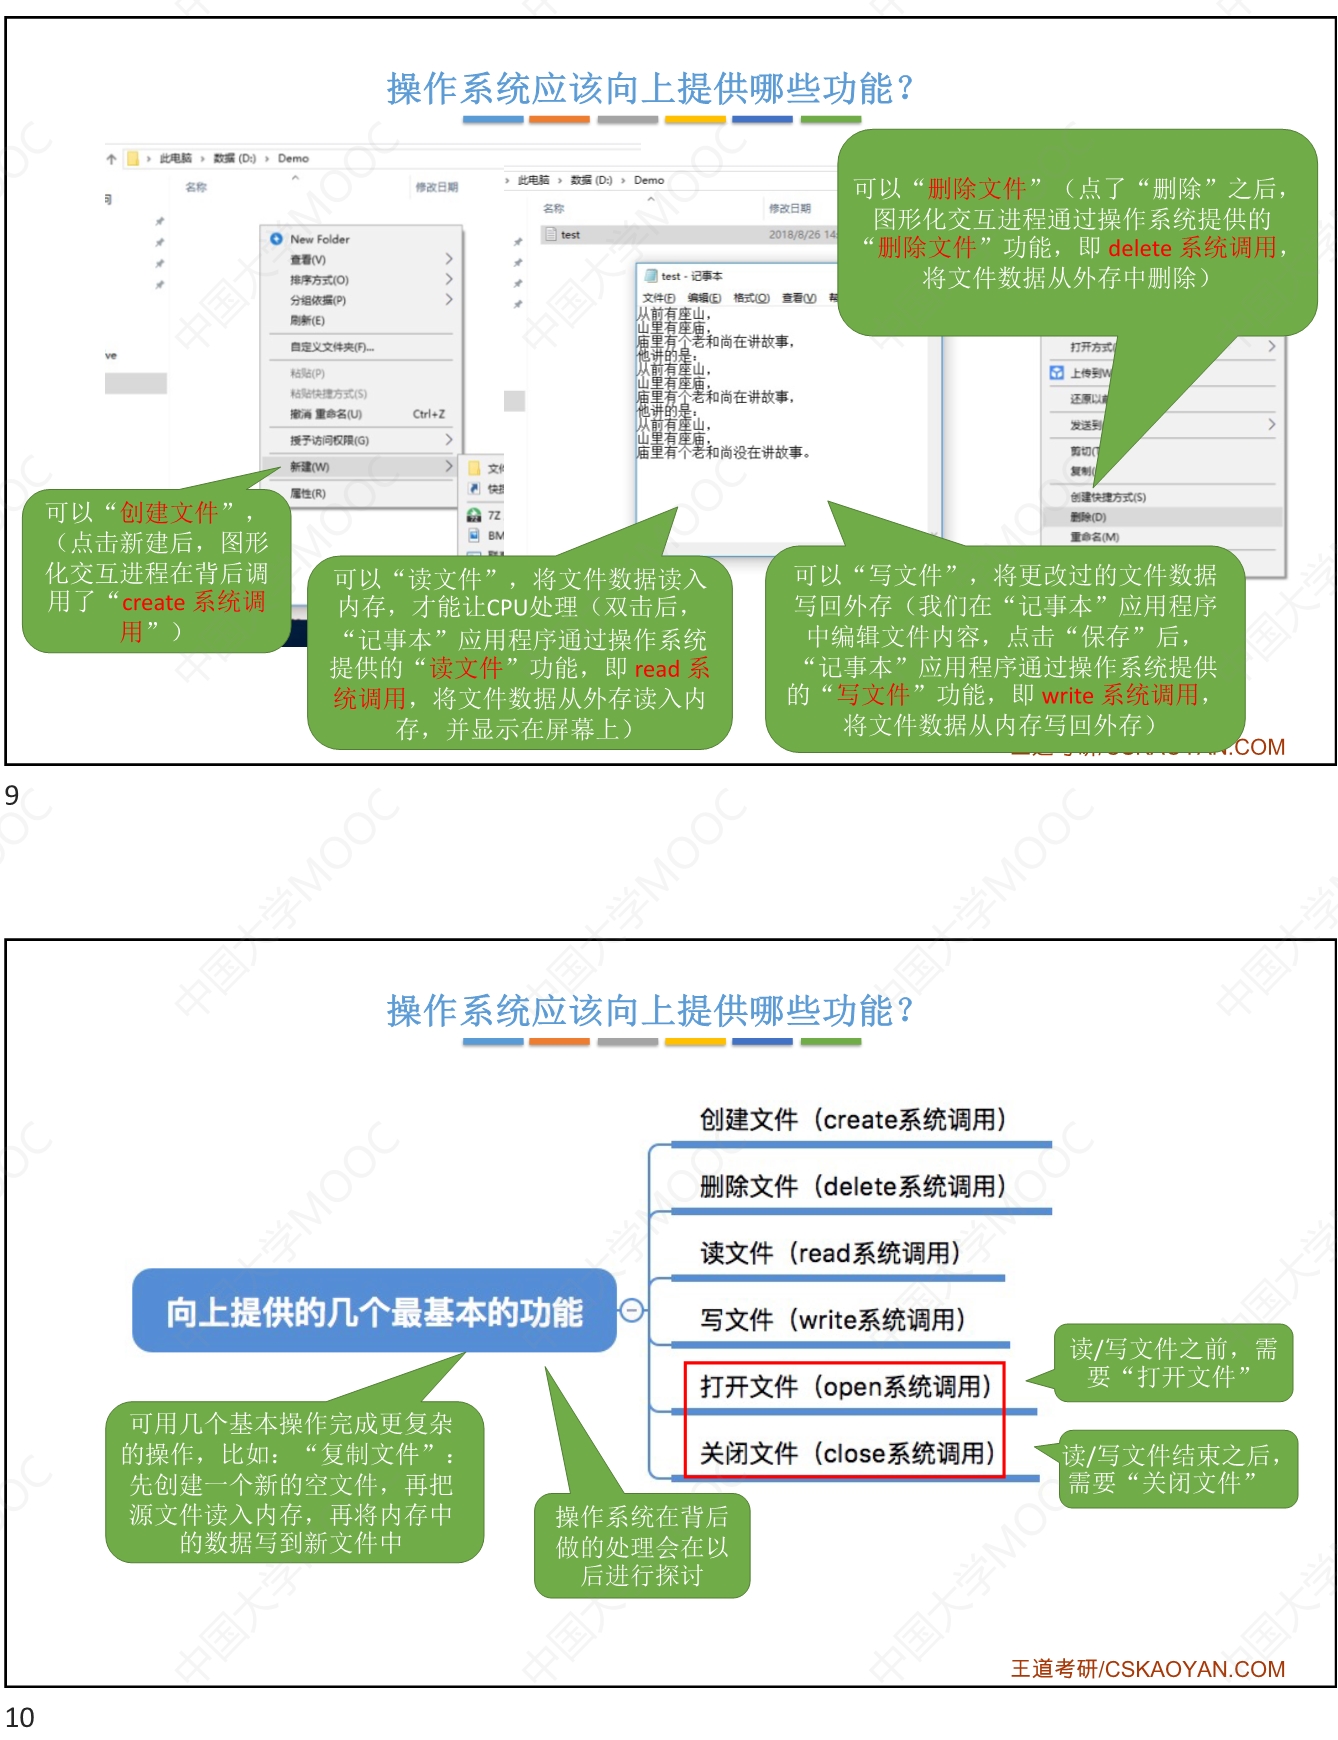 操作系统应该向上提供哪些功能？
此电脑 › 数据 (D:) › Demo
名称
修改日期
New Folder
查看(V)
排序方式(O)
分组依据(P)
刷新(E)
自定义文件夹(F)...
粘贴(P)
粘贴快捷方式(S)
撤消 重命名(U) Ctrl+Z
授予访问权限(G)
新建(W)
属性(R)
ve
7Z
BM
› 此电脑 › 数据 (D:) › Demo
名称
修改日期
test
2018/8/26 14:
test - 记事本
文件(F) 编辑(E) 格式(O) 查看(V)
从前有座山，
山里有座庙，
庙里有个老和尚在讲故事，
他讲的是：
从前有座山，
山里有座庙，
庙里有个老和尚在讲故事，
他讲的是：
从前有座山，
山里有座庙，
庙里有个老和尚没在讲故事。
打开方式
上传到W
还原以
发送到
剪切(T
复制(
创建快捷方式(S)
删除(D)
重命名(M)
可以“删除文件”（点了“删除”之后，
图形化交互进程通过操作系统提供的
“删除文件”功能，即 delete 系统调用，
将文件数据从外存中删除）
可以“创建文件”，
（点击新建后，图形
化交互进程在背后调
用了“create 系统调
用”）
可以“读文件”，将文件数据读入
内存，才能让CPU处理（双击后，
“记事本”应用程序通过操作系统
提供的“读文件”功能，即 read 系
统调用，将文件数据从外存读入内
存，并显示在屏幕上）
可以“写文件”，将更改过的文件数据
写回外存（我们在“记事本”应用程序
中编辑文件内容，点击“保存”后，
“记事本”应用程序通过操作系统提供
的“写文件”功能，即 write 系统调用，
将文件数据从内存写回外存）
王道考研/CSKAOYAN.COM
9
操作系统应该向上提供哪些功能？
创建文件（create系统调用）
删除文件（delete系统调用）
读文件（read系统调用）
向上提供的几个最基本的功能
写文件（write系统调用）
打开文件（open系统调用）
关闭文件（close系统调用）
读/写文件之前，需
要“打开文件”
读/写文件结束之后，
需要“关闭文件”
可用几个基本操作完成更复杂
的操作，比如：“复制文件”：
先创建一个新的空文件，再把
源文件读入内存，再将内存中
的数据写到新文件中
操作系统在背后
做的处理会在以
后进行探讨
王道考研/CSKAOYAN.COM
10
中国大学MOOC